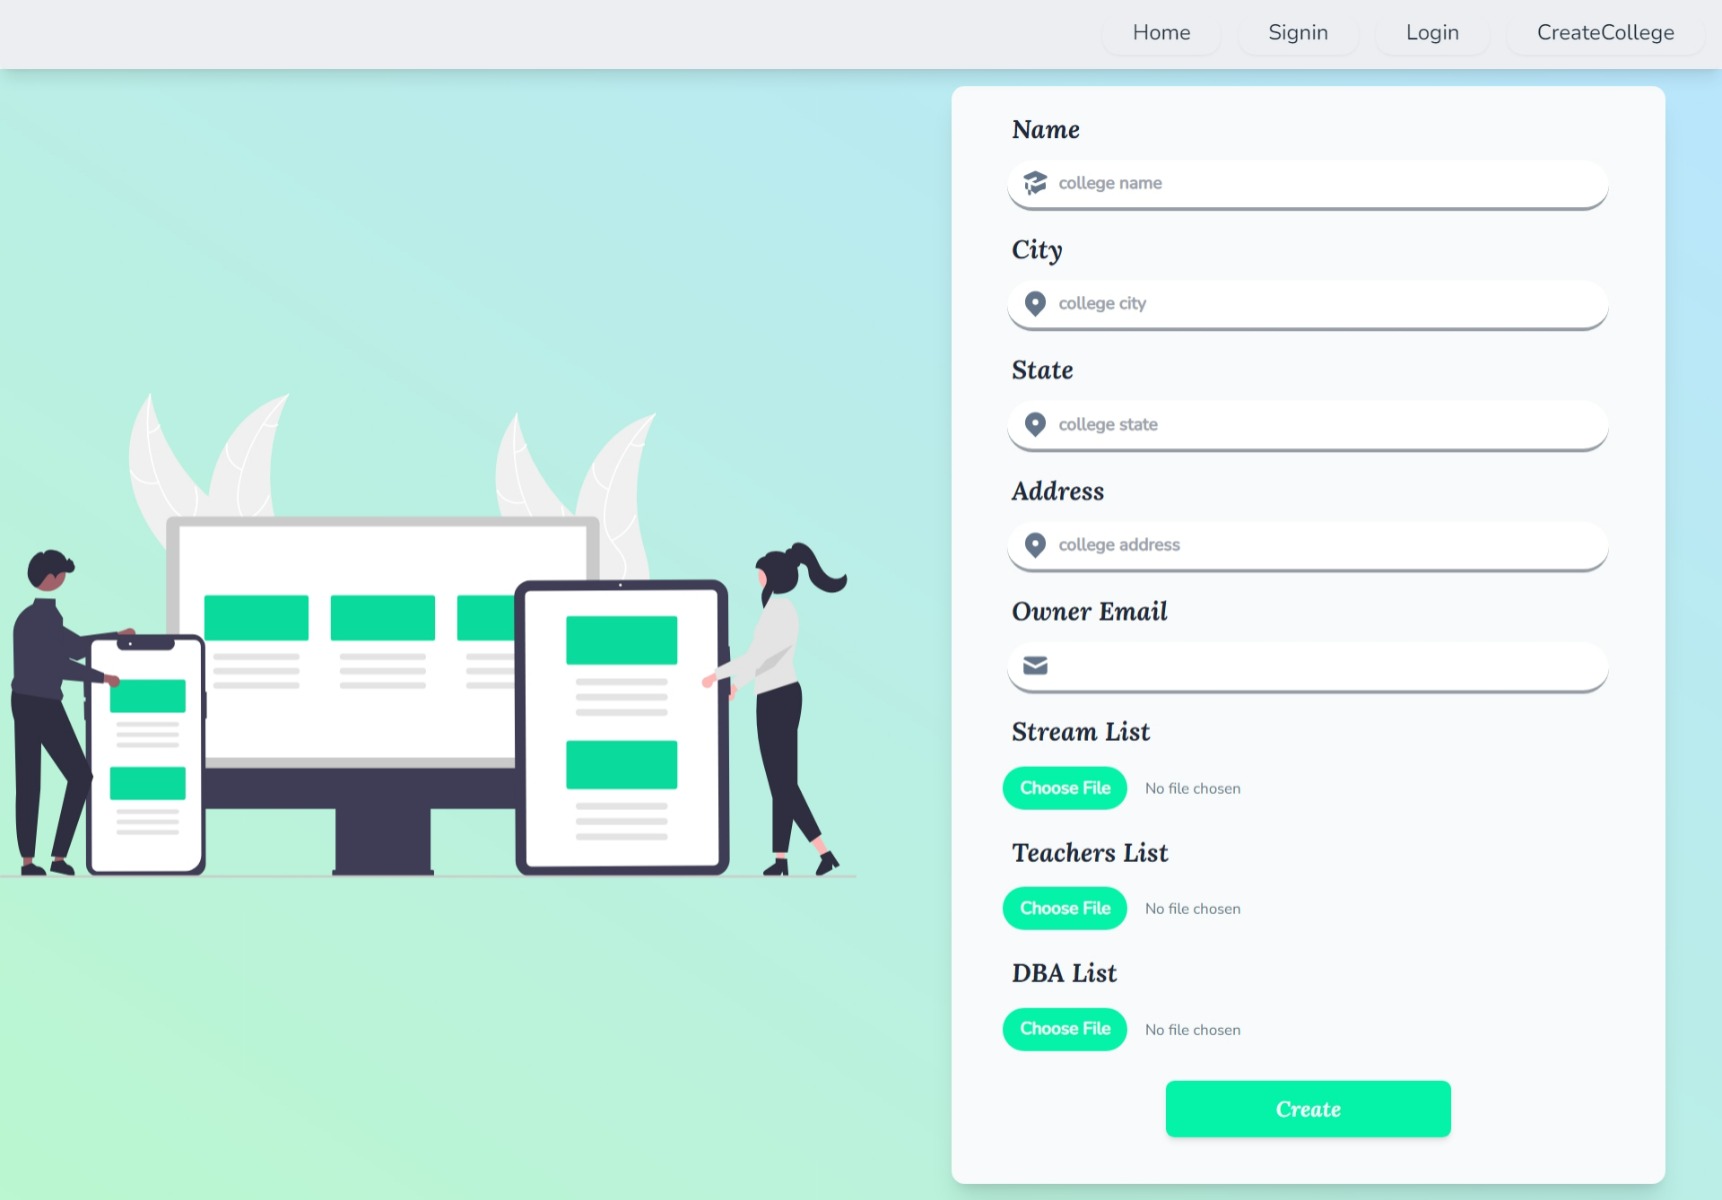 Home Signin Login CreateCollege
Name
college name
City
college city
State
college state
Address
college address
Owner Email
Stream List
Choose File No file chosen
Teachers List
Choose File No file chosen
DBA List
Choose File No file chosen
Create